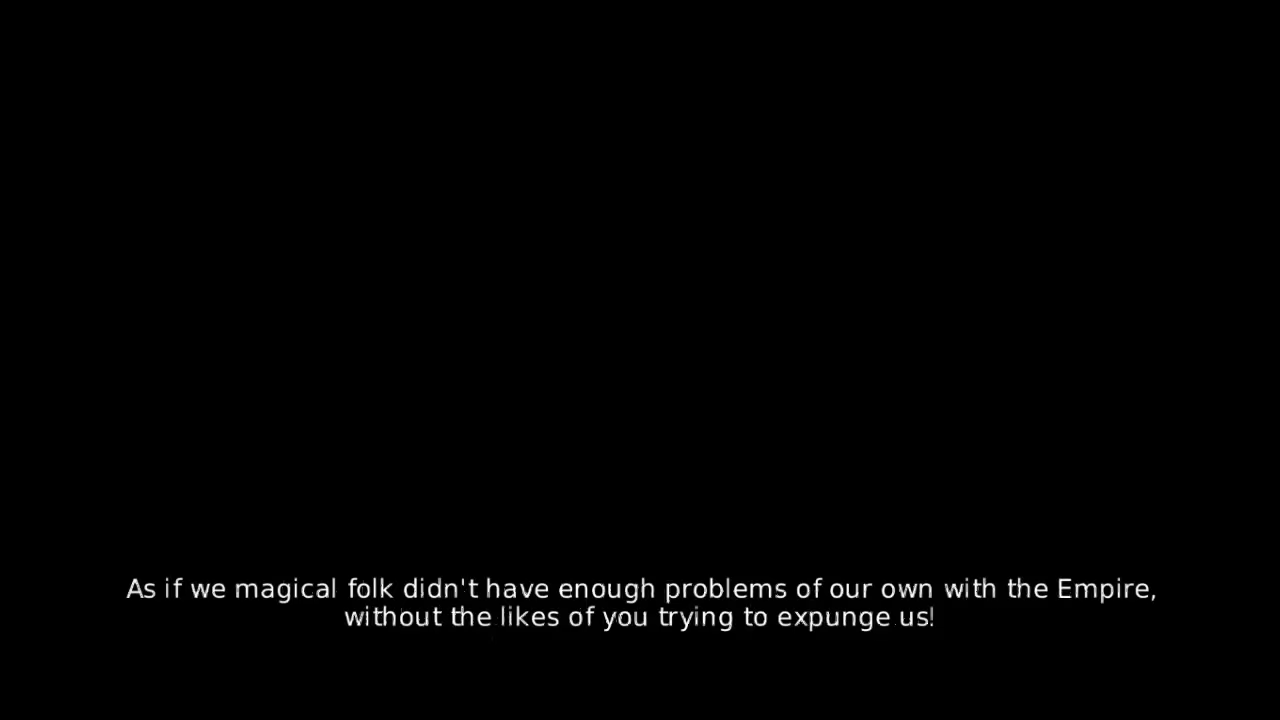 As if we magical folk didn't have enough problems of our own with the Empire,
without the likes of you trying to expunge us!